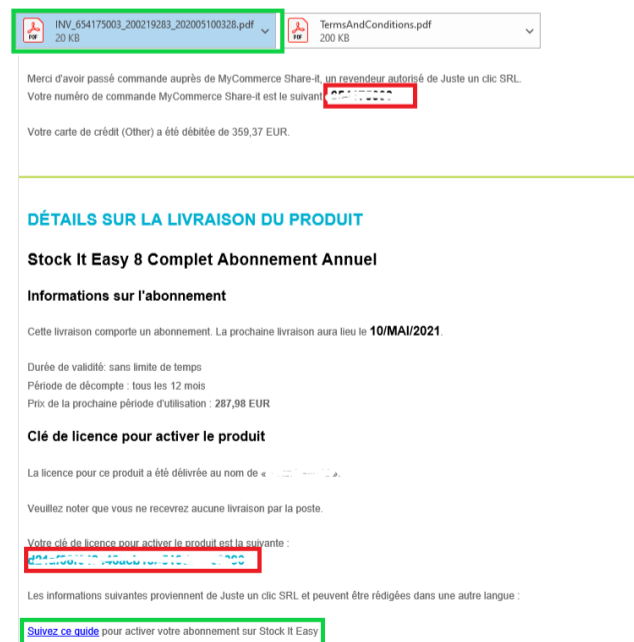 INV_654175003_200219283_202005100328.pdf
20 KB
TermsAndConditions.pdf
200 KB
Merci d'avoir passé commande auprès de MyCommerce Share-it, un revendeur autorisé de Juste un clic SRL.
Votre numéro de commande MyCommerce Share-it est le suivant
Votre carte de crédit (Other) a été débitée de 359,37 EUR.
DÉTAILS SUR LA LIVRAISON DU PRODUIT
Stock It Easy 8 Complet Abonnement Annuel
Informations sur l'abonnement
Cette livraison comporte un abonnement. La prochaine livraison aura lieu le 10/MAI/2021.
Durée de validité: sans limite de temps
Période de décompte : tous les 12 mois
Prix de la prochaine période d'utilisation : 287,98 EUR
Clé de licence pour activer le produit
La licence pour ce produit a été délivrée au nom de «
Veuillez noter que vous ne recevrez aucune livraison par la poste.
Votre clé de licence pour activer le produit est la suivante :
Les informations suivantes proviennent de Juste un clic SRL et peuvent être rédigées dans une autre langue :
Suivez ce guide pour activer votre abonnement sur Stock It Easy